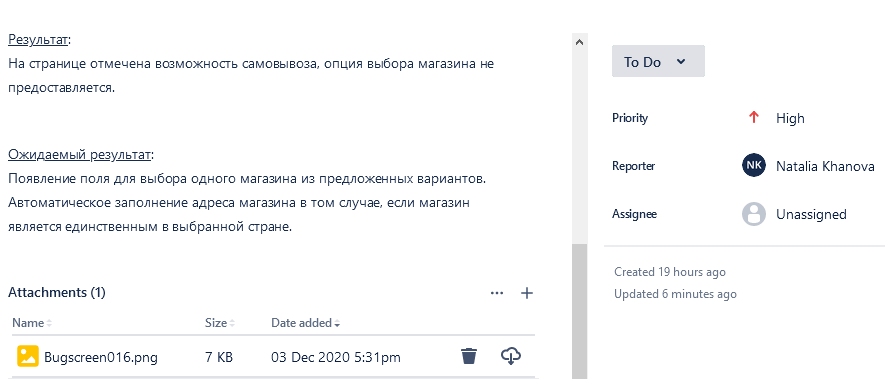 Результат:
На странице отмечена возможность самовывоза, опция выбора магазина не
предоставляется.
Ожидаемый результат:
Появление поля для выбора одного магазина из предложенных вариантов.
Автоматическое заполнение адреса магазина в том случае, если магазин
является единственным в выбранной стране.
Attachments (1)
Name Size Date added
Bugscreen016.png 7 KB 03 Dec 2020 5:31pm
To Do
Priority High
Reporter NK Natalia Khanova
Assignee Unassigned
Created 19 hours ago
Updated 6 minutes ago